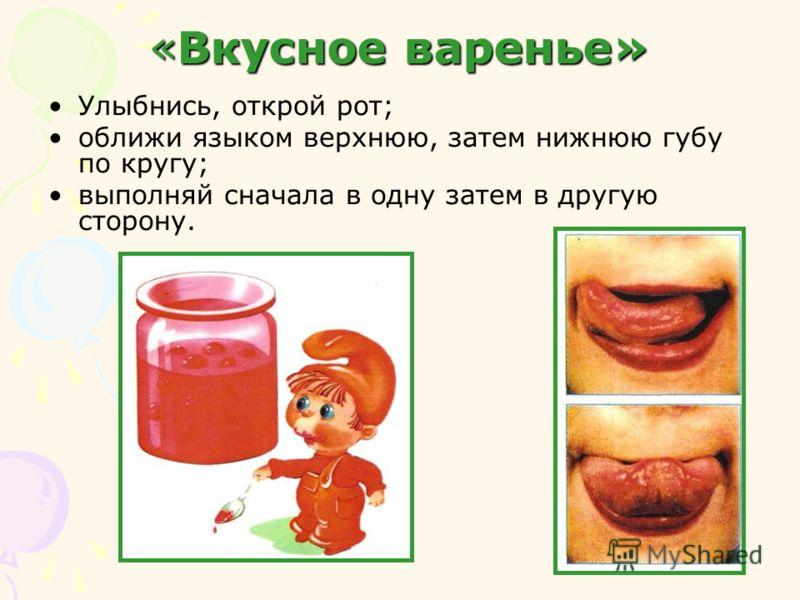 «Вкусное варенье»
• Улыбнись, открой рот;
• оближи языком верхнюю, затем нижнюю губу
по кругу;
• выполняй сначала в одну затем в другую
сторону.
MyShared